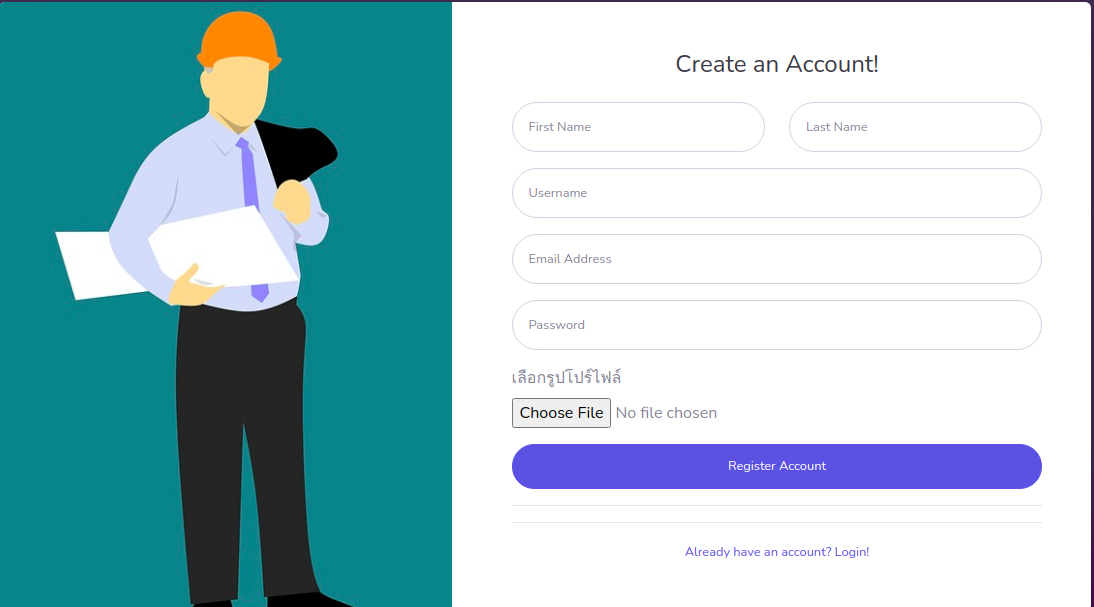 Create an Account!
First Name
Last Name
Username
Email Address
Password
เลือกรูปโปร์ไฟล์
Choose File No file chosen
Register Account
Already have an account? Login!